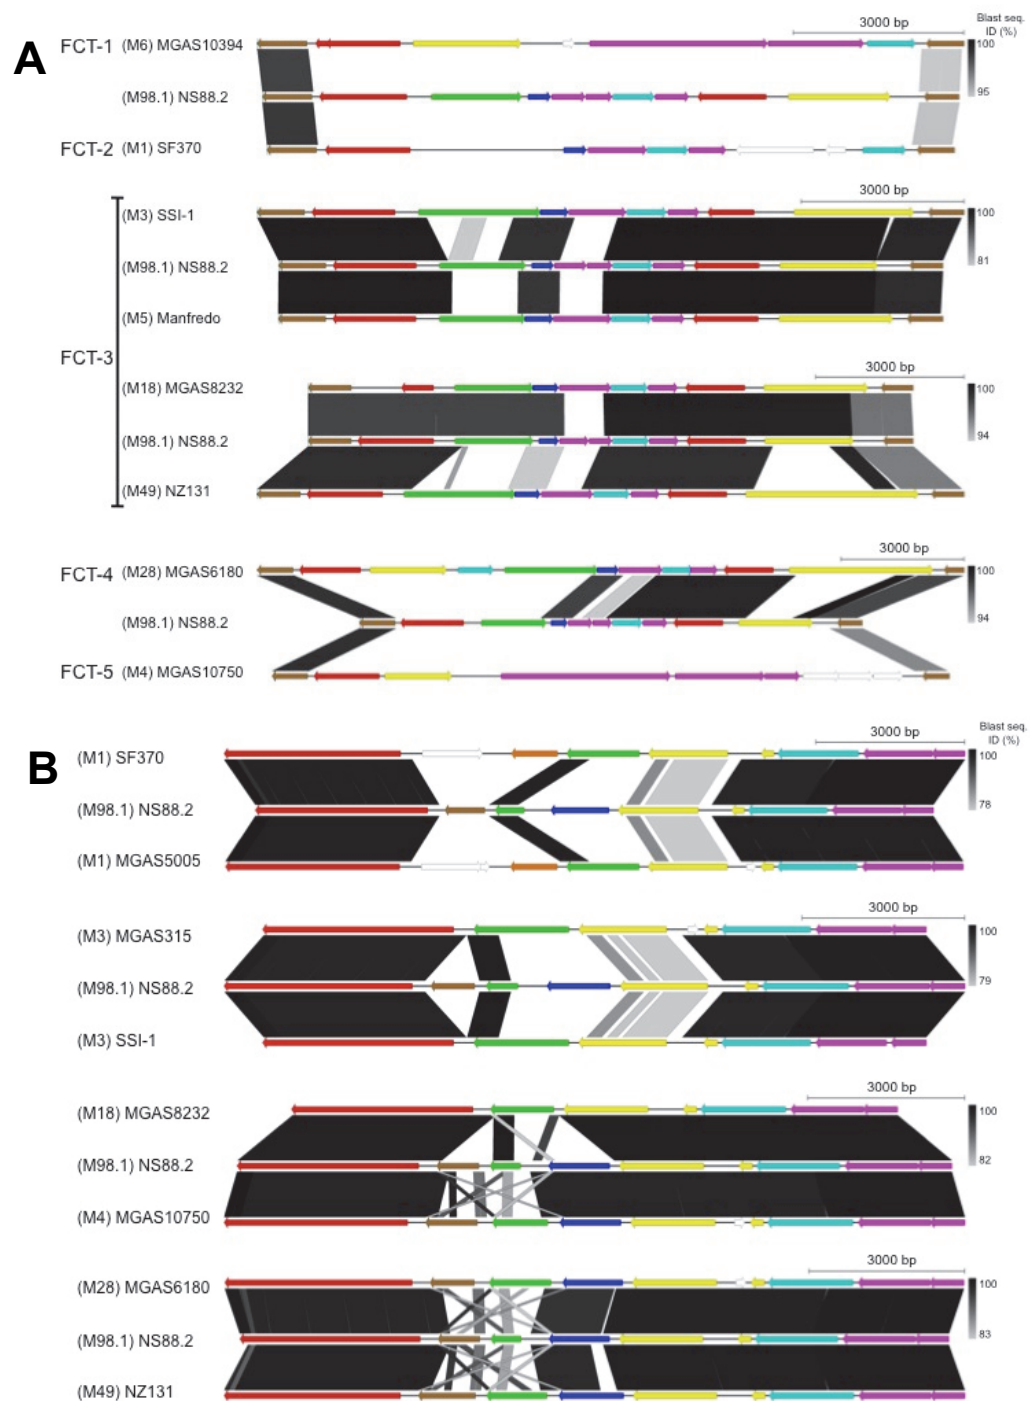 A
FCT-1 (M6) MGAS10394
3000 bp
Blast seq.
ID (%)
100
(M98.1) NS88.2
95
FCT-2 (M1) SF370
3000 bp
(M3) SSI-1
100
(M98.1) NS88.2
81
(M5) Manfredo
FCT-3
3000 bp
(M18) MGAS8232
100
(M98.1) NS88.2
94
(M49) NZ131
3000 bp
FCT-4 (M28) MGAS6180
100
(M98.1) NS88.2
94
FCT-5 (M4) MGAS10750
B
(M1) SF370
3000 bp
Blast seq.
ID (%)
100
(M98.1) NS88.2
78
(M1) MGAS5005
3000 bp
(M3) MGAS315
100
(M98.1) NS88.2
79
(M3) SSI-1
3000 bp
(M18) MGAS8232
100
(M98.1) NS88.2
82
(M4) MGAS10750
3000 bp
(M28) MGAS6180
100
(M98.1) NS88.2
83
(M49) NZ131